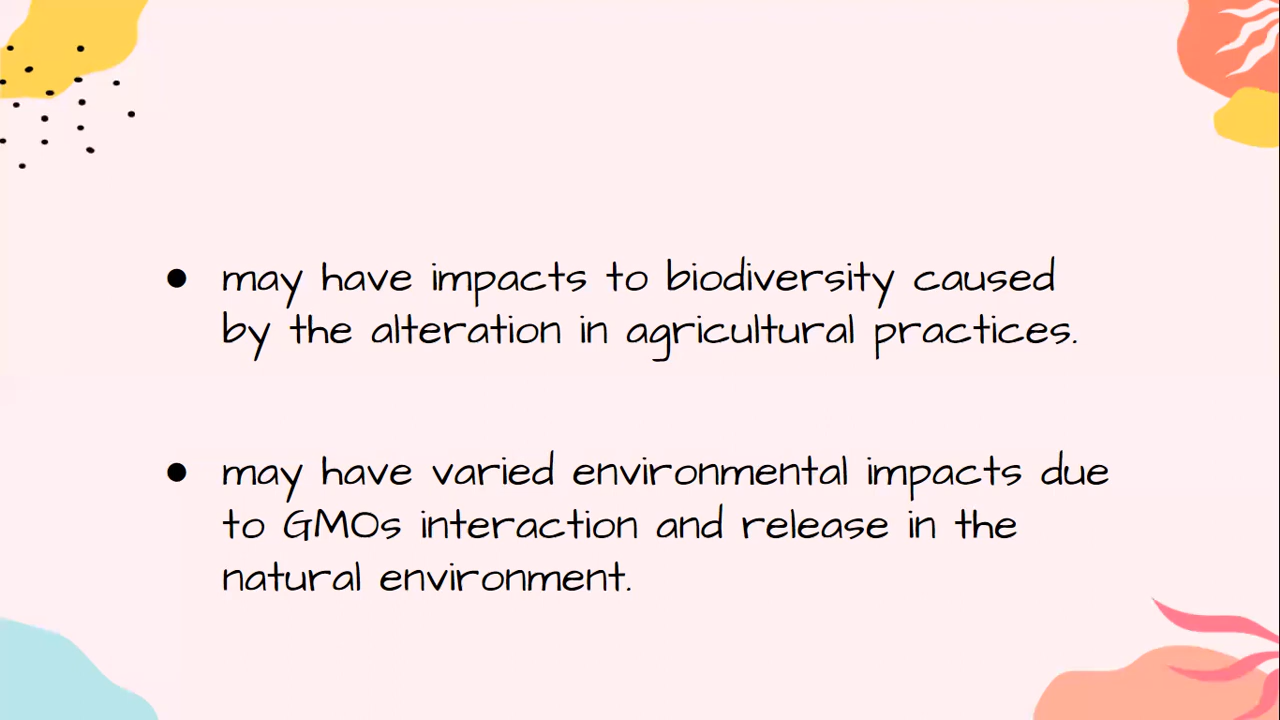 ● may have impacts to biodiversity caused
by the alteration in agricultural practices.
● may have varied environmental impacts due
to GMOs interaction and release in the
natural environment.